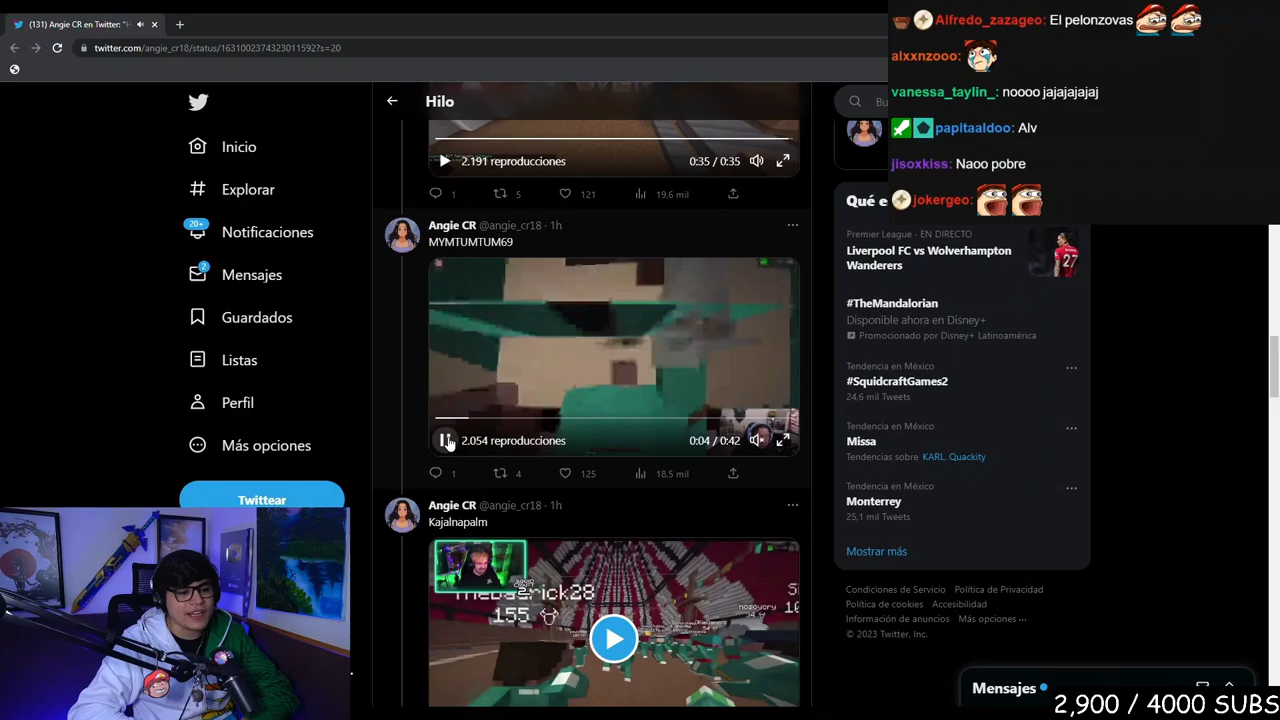 (131) Angie CR en Twitter: "
twitter.com/angie_cr18/status/1631002374323011592?s=20
Alfredo_zazageo: El pelonzovas
alxxnzooo:
vanessa_taylin_: noooo jajajajajaj
papitaaldoo: Alv
jisoxkiss: Naoo pobre
jokergeo:
Inicio
Explorar
20+
Notificaciones
2
Mensajes
Guardados
Listas
Perfil
Más opciones
Twittear
Hilo
2.191 reproducciones
0:35 / 0:35
1
5
121
19,6 mil
Angie CR @angie_cr18 · 1h
MYMTUMTUM69
2.054 reproducciones
0:04 / 0:42
1
4
125
18,5 mil
Angie CR @angie_cr18 · 1h
Kajalnapalm
155
nosoyory
Bu
Qué e
Premier League - EN DIRECTO
Liverpool FC vs Wolverhampton
Wanderers
27
#TheMandalorian
Disponible ahora en Disney+
Promocionado por Disney+ Latinoamérica
Tendencia en México
#SquidcraftGames2
24,6 mil Tweets
Tendencia en México
Missa
Tendencias sobre KARL, Quackity
Tendencia en México
Monterrey
25,1 mil Tweets
Mostrar más
Condiciones de Servicio Política de Privacidad
Política de cookies Accesibilidad
Información de anuncios Más opciones ···
© 2023 Twitter, Inc.
Mensajes
2,900 / 4000 SUBS